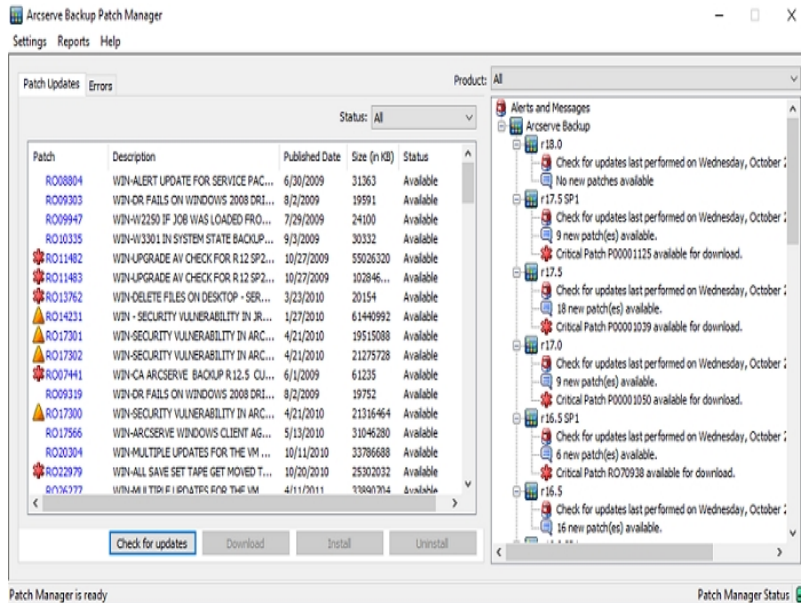 Arcserve Backup Patch Manager
Settings Reports Help
Patch Updates Errors
Product: All
Status: All
Patch Description Published Date Size (in KB) Status
RO08804 WIN-ALERT UPDATE FOR SERVICE PAC... 6/30/2009 31363 Available
RO09303 WIN-DR FAILS ON WINDOWS 2008 DRI... 8/2/2009 19591 Available
RO09947 WIN-W2250 IF JOB WAS LOADED FRO... 7/29/2009 24100 Available
RO10335 WIN-W3301 IN SYSTEM STATE BACKUP... 9/3/2009 30332 Available
RO11482 WIN-UPGRADE AV CHECK FOR R12 SP2... 10/27/2009 55026320 Available
RO11483 WIN-UPGRADE AV CHECK FOR R12 SP2... 10/27/2009 102846... Available
RO13762 WIN-DELETE FILES ON DESKTOP - SER... 3/23/2010 20154 Available
RO14231 WIN - SECURITY VULNERABILITY IN JR... 1/27/2010 61440992 Available
RO17301 WIN-SECURITY VULNERABILITY IN ARC... 4/21/2010 19515088 Available
RO17302 WIN-SECURITY VULNERABILITY IN ARC... 4/21/2010 21275728 Available
RO07441 WIN-CA ARCSERVE BACKUP R12.5 CU... 6/1/2009 61235 Available
RO09319 WIN-DR FAILS ON WINDOWS 2008 DRI... 8/2/2009 19752 Available
RO17300 WIN-SECURITY VULNERABILITY IN ARC... 4/21/2010 21316464 Available
RO17566 WIN-ARCSERVE WINDOWS CLIENT AG... 5/13/2010 31046280 Available
RO20304 WIN-MULTIPLE UPDATES FOR THE VM ... 10/11/2010 33786688 Available
RO22979 WIN-ALL SAVE SET TAPE GET MOVED T... 10/20/2010 25302032 Available
RO26277 WIN-MULTIPLE UPDATES FOR THE VM 4/11/2011 33890704 Available
Check for updates Download Install Uninstall
Alerts and Messages
Arcserve Backup
r18.0
Check for updates last performed on Wednesday, October 2
No new patches available
r17.5 SP1
Check for updates last performed on Wednesday, October 2
9 new patch(es) available.
Critical Patch P00001125 available for download.
r17.5
Check for updates last performed on Wednesday, October 2
18 new patch(es) available.
Critical Patch P00001039 available for download.
r17.0
Check for updates last performed on Wednesday, October 2
9 new patch(es) available.
Critical Patch P00001050 available for download.
r16.5 SP1
Check for updates last performed on Wednesday, October 2
6 new patch(es) available.
Critical Patch RO70938 available for download.
r16.5
Check for updates last performed on Wednesday, October 2
16 new patch(es) available.
Patch Manager is ready
Patch Manager Status